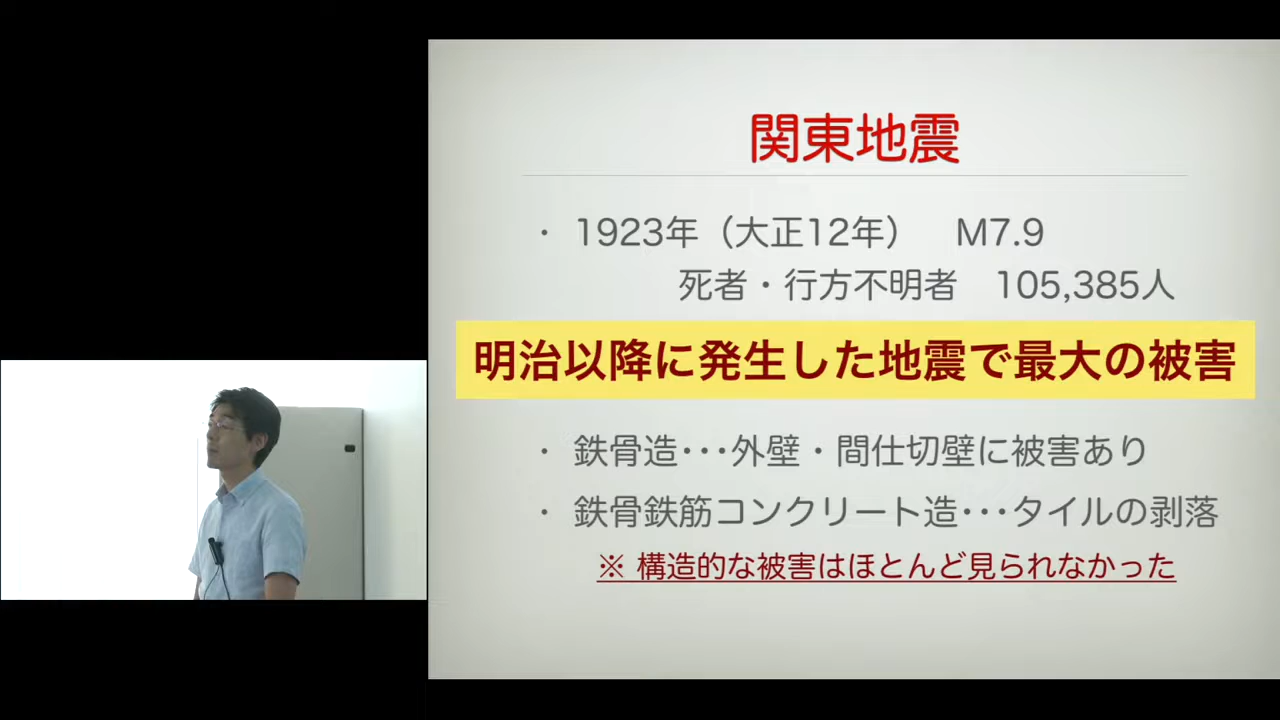 関東地震
・ 1923年（大正12年）　M7.9
死者・行方不明者　105,385人
明治以降に発生した地震で最大の被害
・ 鉄骨造･･･外壁・間仕切壁に被害あり
・ 鉄骨鉄筋コンクリート造･･･タイルの剥落
※ 構造的な被害はほとんど見られなかった